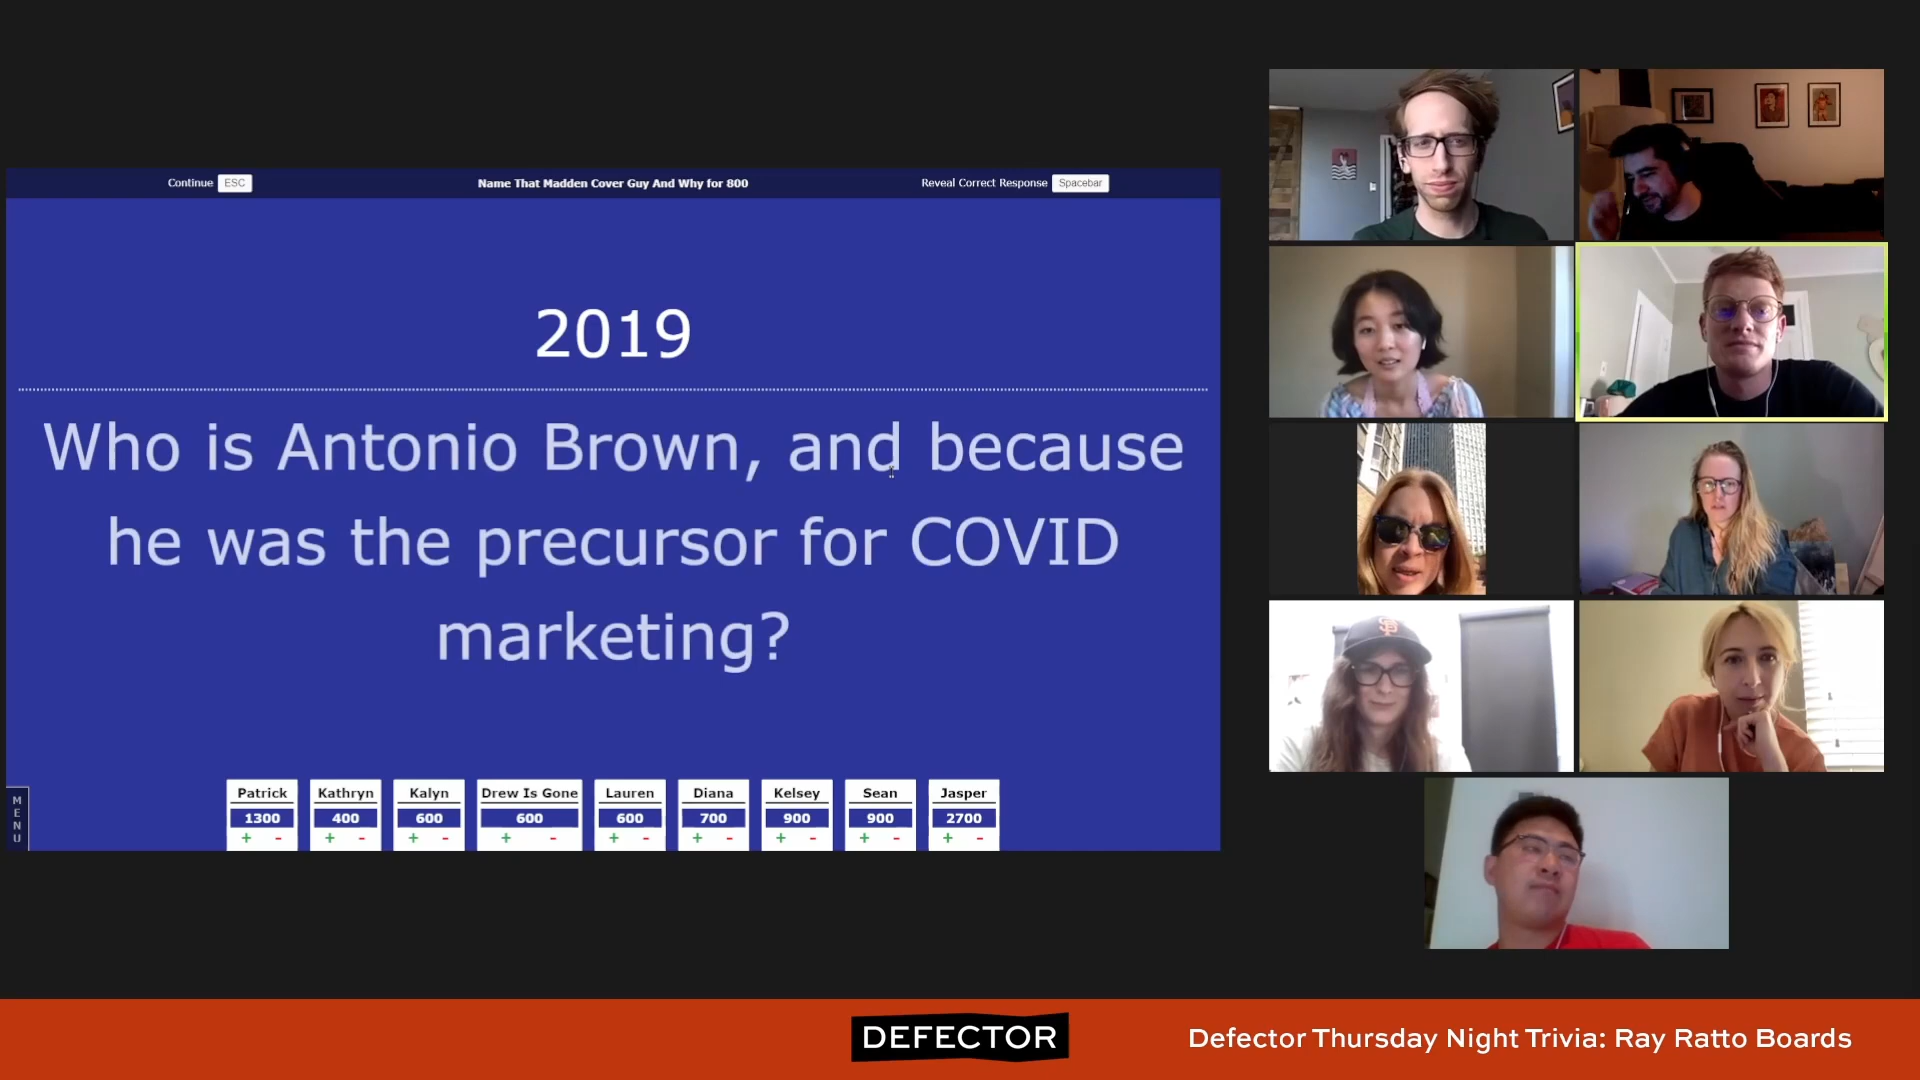 Continue ESC
Name That Madden Cover Guy And Why for 800
Reveal Correct Response Spacebar
2019
Who is Antonio Brown, and because
he was the precursor for COVID
marketing?
MENU
Patrick Kathryn Kalyn Drew Is Gone Lauren Diana Kelsey Sean Jasper
1300 400 600 600 600 700 900 900 2700
+ - + - + - + - + - + - + - + - + -
SF
DEFECTOR
Defector Thursday Night Trivia: Ray Ratto Boards